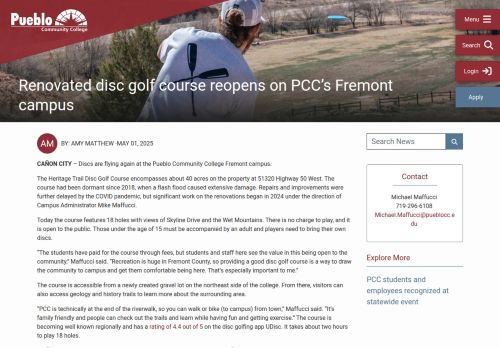 Pueblo
Community College
Menu
Search
Login
Apply
Renovated disc golf course reopens on PCC's Fremont
campus
AM BY: AMY MATTHEW MAY 01, 2025
CAÑON CITY – Discs are flying again at the Pueblo Community College Fremont campus.
The Heritage Trail Disc Golf Course encompasses about 40 acres on the property at 51320 Highway 50 West. The
course had been dormant since 2018, when a flash flood caused extensive damage. Repairs and improvements were
further delayed by the COVID pandemic, but significant work on the renovations began in 2024 under the direction of
Campus Administrator Mike Maffucci.
Today the course features 18 holes with views of Skyline Drive and the Wet Mountains. There is no charge to play, and it
is open to the public. Those under the age of 15 must be accompanied by an adult and players need to bring their own
discs.
"The students have paid for the course through fees, but students and staff here see the value in this being open to the
community," Maffucci said. "Recreation is huge in Fremont County, so providing a good disc golf course is a way to draw
the community to campus and get them comfortable being here. That's especially important to me."
The course is accessible from a newly created gravel lot on the northeast side of the college. From there, visitors can
also access geology and history trails to learn more about the surrounding area.
"PCC is technically at the end of the riverwalk, so you can walk or bike (to campus) from town," Maffucci said. "It's
family friendly and people can check out the trails and learn while having fun and getting exercise." The course is
becoming well known regionally and has a rating of 4.4 out of 5 on the disc golfing app UDisc. It takes about two hours
to play 18 holes.
Search News
Contact
Michael Maffucci
719-296-6108
Michael.Maffucci@pueblocc.e
du
Explore More
PCC students and
employees recognized at
statewide event